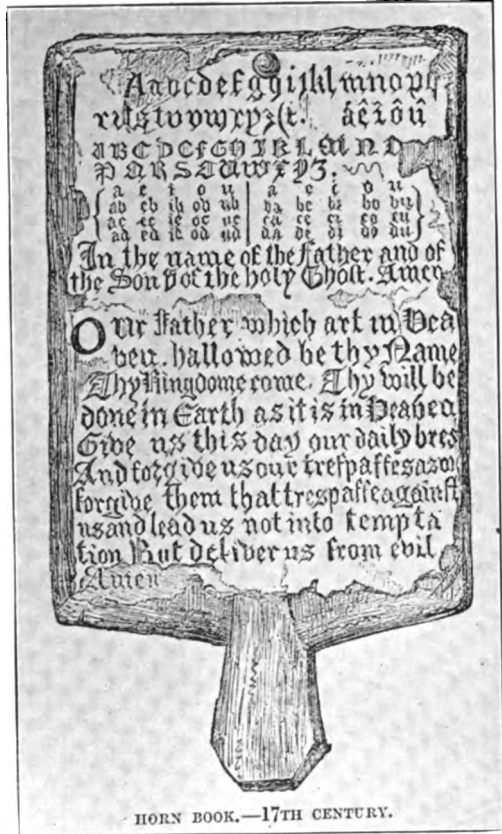 Aabcdefgghijklmnopq
rsſtuvwxyz&t. áêîôû
ABCDEFGHIJKLMNO
PQRSTUWXYZ.
a e i o u | a e i o u
ab eb ib ob ub | ba be bi bo bu
ac ec ic oc uc | ca ce ci co cu
ad ed id od ud | da de di do du
In the name of the Father and of
the Son & of the holy Ghost. Amen
Our Father which art in Hea
ven. hallowed be thy Name
Thy Kingdome come. Thy will be
done in Earth as it is in Heaven
Give us this day our daily bred
And forgive us our treſpaſſes as we
forgive them that trespaſſe againſt
us and lead us not into tempta
tion But deliver us from evil
Amen
HORN BOOK.—17TH CENTURY.